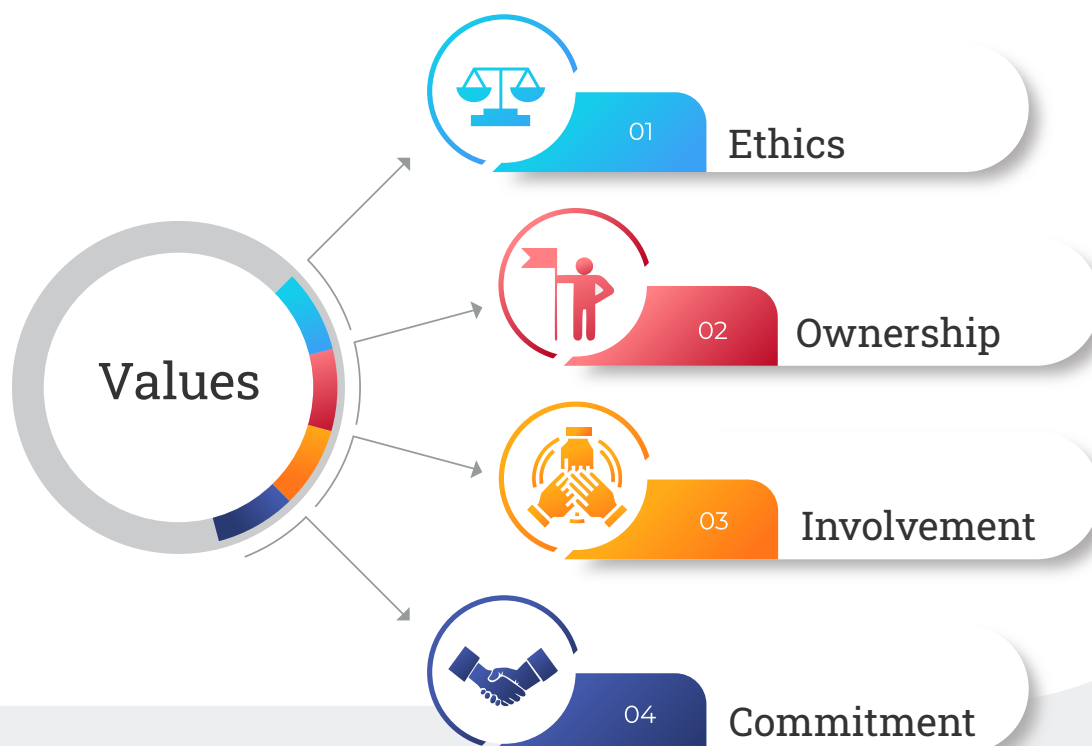 Values
01
Ethics
02
Ownership
03
Involvement
04
Commitment